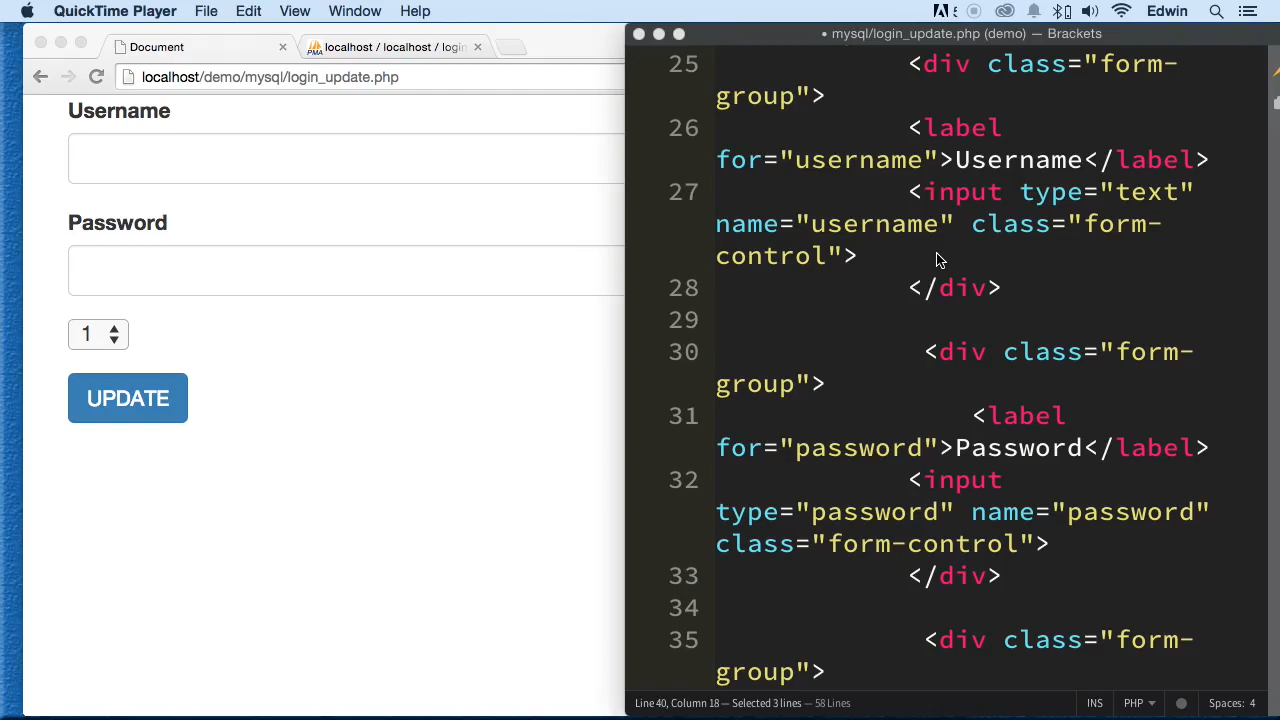 QuickTime Player File Edit View Window Help Edwin
Document
localhost / localhost / login
localhost/demo/mysql/login_update.php
Username
Password
1
UPDATE
• mysql/login_update.php (demo) — Brackets
25 <div class="form-
group">
26 <label
for="username">Username</label>
27 <input type="text"
name="username" class="form-
control">
28 </div>
29
30 <div class="form-
group">
31 <label
for="password">Password</label>
32 <input
type="password" name="password"
class="form-control">
33 </div>
34
35 <div class="form-
group">
Line 40, Column 18 — Selected 3 lines — 58 Lines
INS PHP Spaces: 4